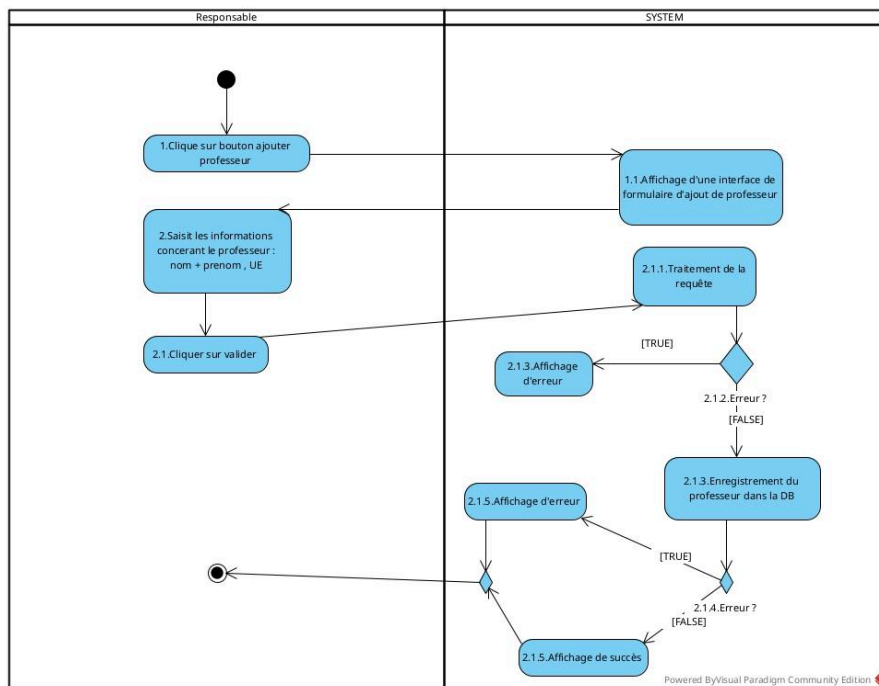 Responsable
SYSTEM
1.Clique sur bouton ajouter
professeur
1.1.Affichage d'une interface de
formulaire d'ajout de professeur
2.Saisit les informations
concerant le professeur :
nom + prenom , UE
2.1.1.Traitement de la
requête
2.1.Cliquer sur valider
[TRUE]
2.1.3.Affichage
d'erreur
2.1.2.Erreur ?
[FALSE]
2.1.3.Enregistrement du
professeur dans la DB
2.1.5.Affichage d'erreur
[TRUE]
2.1.4.Erreur ?
[FALSE]
2.1.5.Affichage de succès
Powered ByVisual Paradigm Community Edition